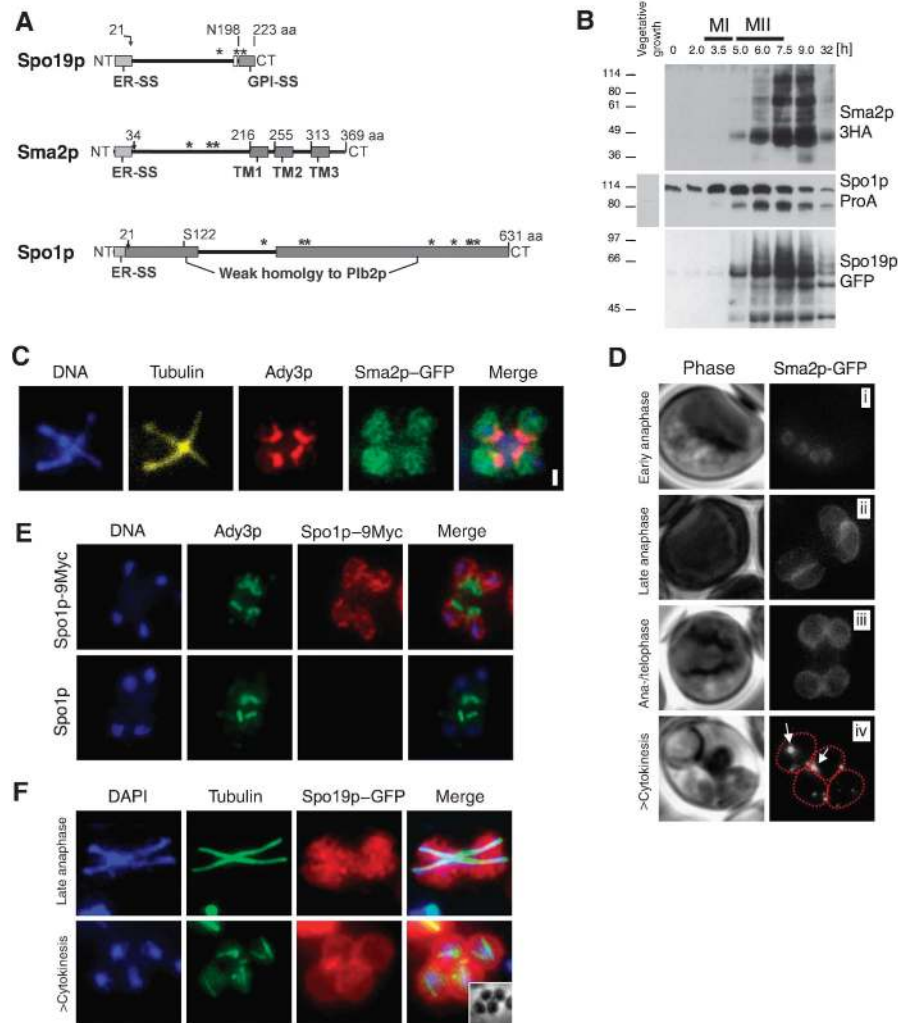 A
21
N198
223 aa
*
**
Spo19p
NT
CT
ER-SS
GPI-SS
34
216
255
313
369 aa
*
**
Sma2p
NT
CT
ER-SS
TM1
TM2
TM3
21
S122
631 aa
*
**
*
*
**
Spo1p
NT
CT
ER-SS
Weak homolgy to Plb2p
B
Vegetative
growth
MI
MII
0 2.0 3.5 5.0 6.0 7.5 9.0 32 [h]
114
80
61
49
36
Sma2p
3HA
114
80
Spo1p
ProA
97
66
45
Spo19p
GFP
C
DNA Tubulin Ady3p Sma2p–GFP Merge
D
Phase Sma2p-GFP
Early anaphase
i
Late anaphase
ii
Ana-/telophase
iii
>Cytokinesis
iv
E
DNA Ady3p Spo1p–9Myc Merge
Spo1p-9Myc
Spo1p
F
DAPI Tubulin Spo19p–GFP Merge
Late anaphase
>Cytokinesis